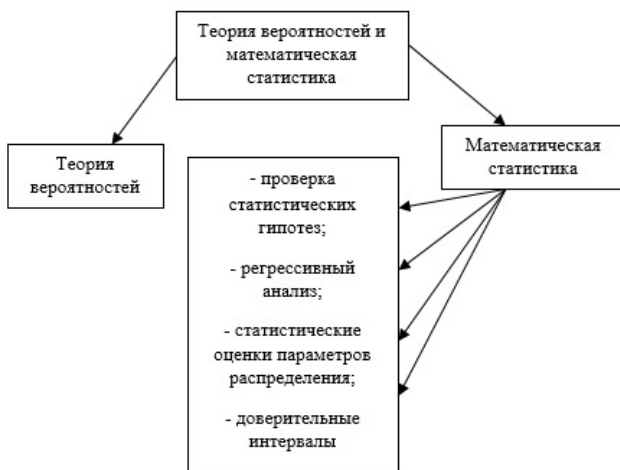 Теория вероятностей и
математическая
статистика
Теория
вероятностей
Математическая
статистика
- проверка
статистических
гипотез;
- регрессивный
анализ;
- статистические
оценки параметров
распределения;
- доверительные
интервалы